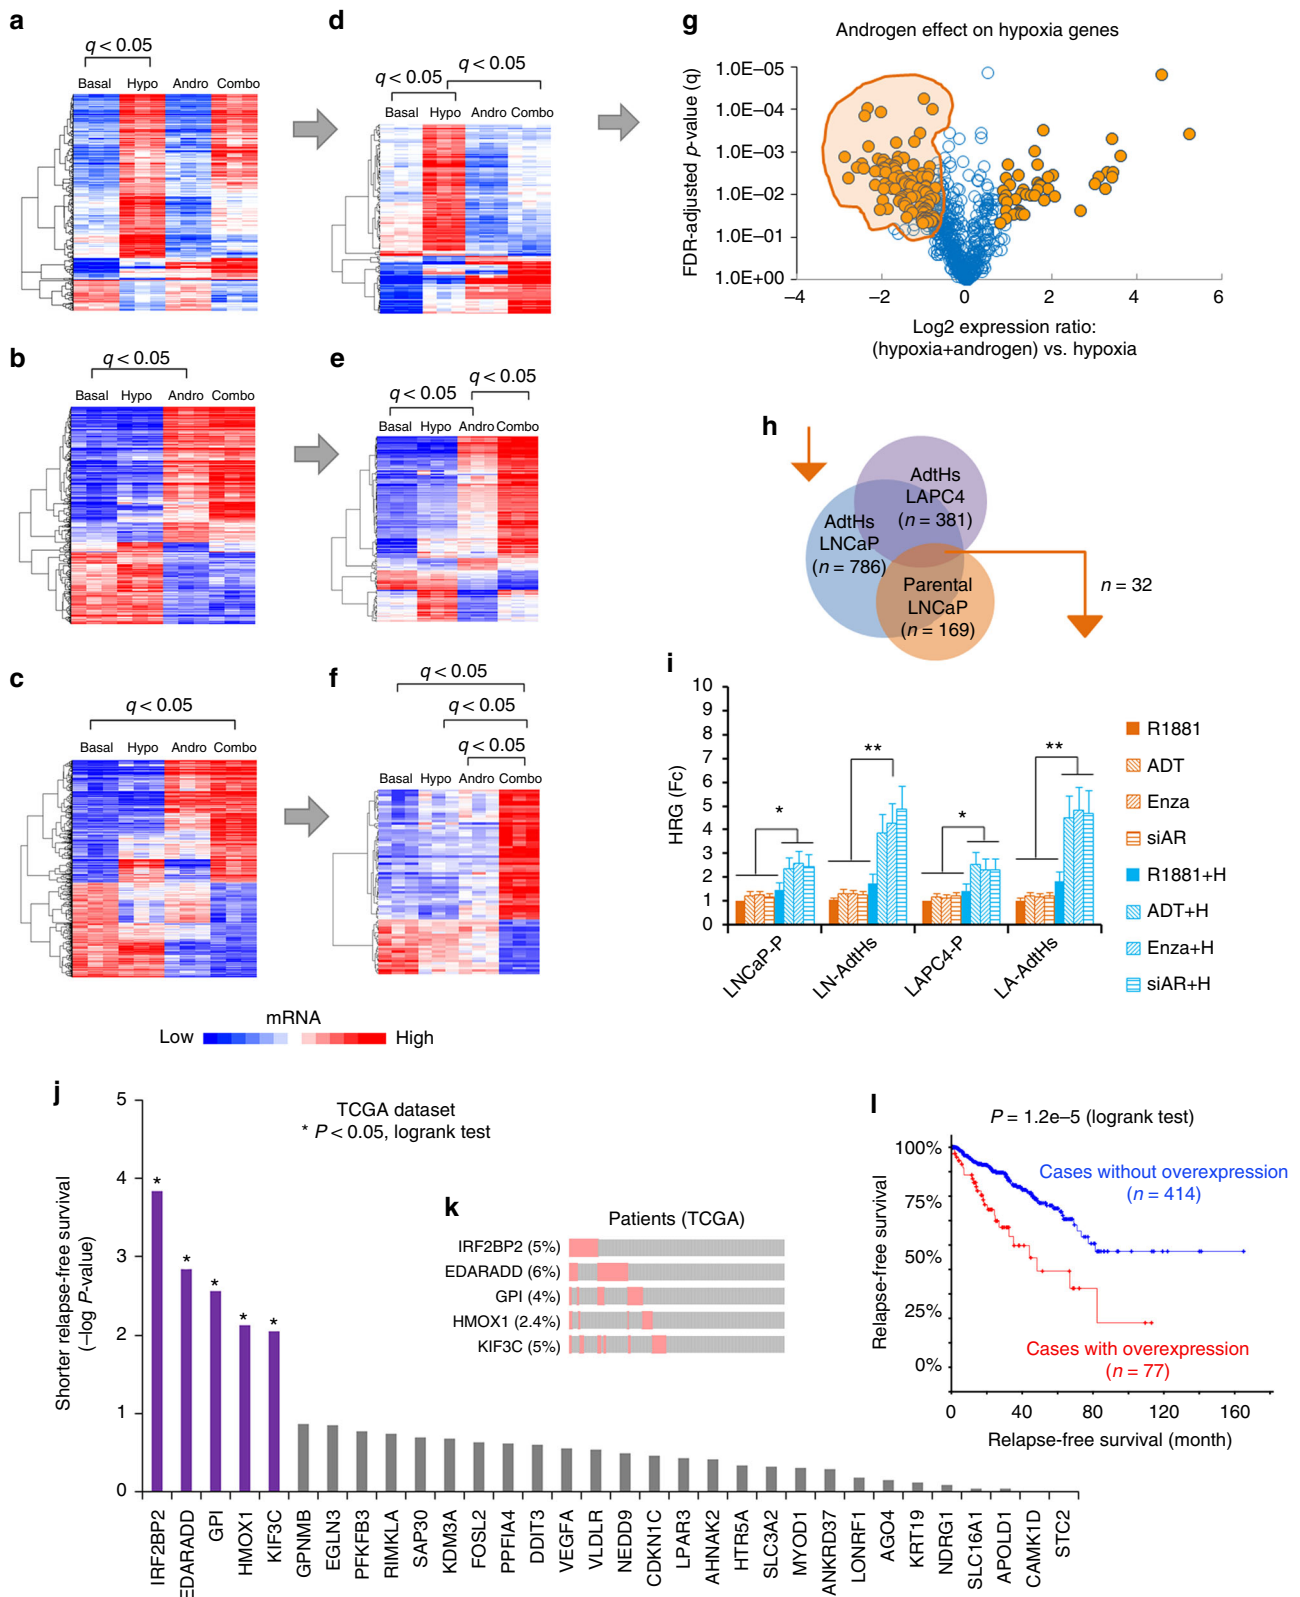 a
q < 0.05
Basal Hypo Andro Combo
b
q < 0.05
Basal Hypo Andro Combo
c
q < 0.05
Basal Hypo Andro Combo
d
q < 0.05
q < 0.05
Basal Hypo Andro Combo
e
q < 0.05
q < 0.05
Basal Hypo Andro Combo
f
q < 0.05
q < 0.05
q < 0.05
Basal Hypo Andro Combo
mRNA
Low High
g
Androgen effect on hypoxia genes
FDR-adjusted p-value (q)
1.0E−05
1.0E−04
1.0E−03
1.0E−02
1.0E−01
1.0E+00
−4 −2 0 2 4 6
Log2 expression ratio:
(hypoxia+androgen) vs. hypoxia
h
AdtHs
LAPC4
(n = 381)
AdtHs
LNCaP
(n = 786)
Parental
LNCaP
(n = 169)
n = 32
i
HRG (Fc)
10
9
8
7
6
5
4
3
2
1
0
* ** * **
LNCaP-P
LN-AdtHs
LAPC4-P
LA-AdtHs
R1881
ADT
Enza
siAR
R1881+H
ADT+H
Enza+H
siAR+H
j
TCGA dataset
* P < 0.05, logrank test
Shorter relapse-free survival
(−log P-value)
5
4
3
2
1
0
* * * * *
IRF2BP2
EDARADD
GPI
HMOX1
KIF3C
GPNMB
EGLN3
PFKFB3
RIMKLA
SAP30
KDM3A
FOSL2
PPFIA4
DDIT3
VEGFA
VLDLR
NEDD9
CDKN1C
LPAR3
AHNAK2
HTR5A
SLC3A2
MYOD1
ANKRD37
LONRF1
AGO4
KRT19
NDRG1
SLC16A1
APOLD1
CAMK1D
STC2
k
Patients (TCGA)
IRF2BP2 (5%)
EDARADD (6%)
GPI (4%)
HMOX1 (2.4%)
KIF3C (5%)
l
P = 1.2e−5 (logrank test)
Relapse-free survival
100%
75%
50%
25%
0%
Cases without overexpression
(n = 414)
Cases with overexpression
(n = 77)
0 40 80 120 160
Relapse-free survival (month)